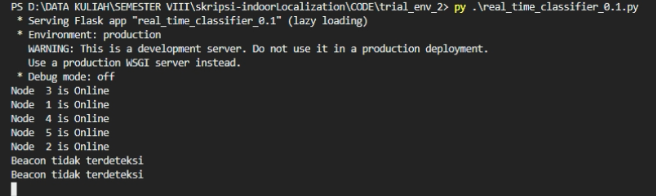 PS D:\DATA KULIAH\SEMESTER VIII\skripsi-indoorLocalization\CODE\trial_env_2> py .\real_time_classifier_0.1.py
* Serving Flask app "real_time_classifier_0.1" (lazy loading)
* Environment: production
WARNING: This is a development server. Do not use it in a production deployment.
Use a production WSGI server instead.
* Debug mode: off
Node  3 is Online
Node  1 is Online
Node  4 is Online
Node  5 is Online
Node  2 is Online
Beacon tidak terdeteksi
Beacon tidak terdeteksi